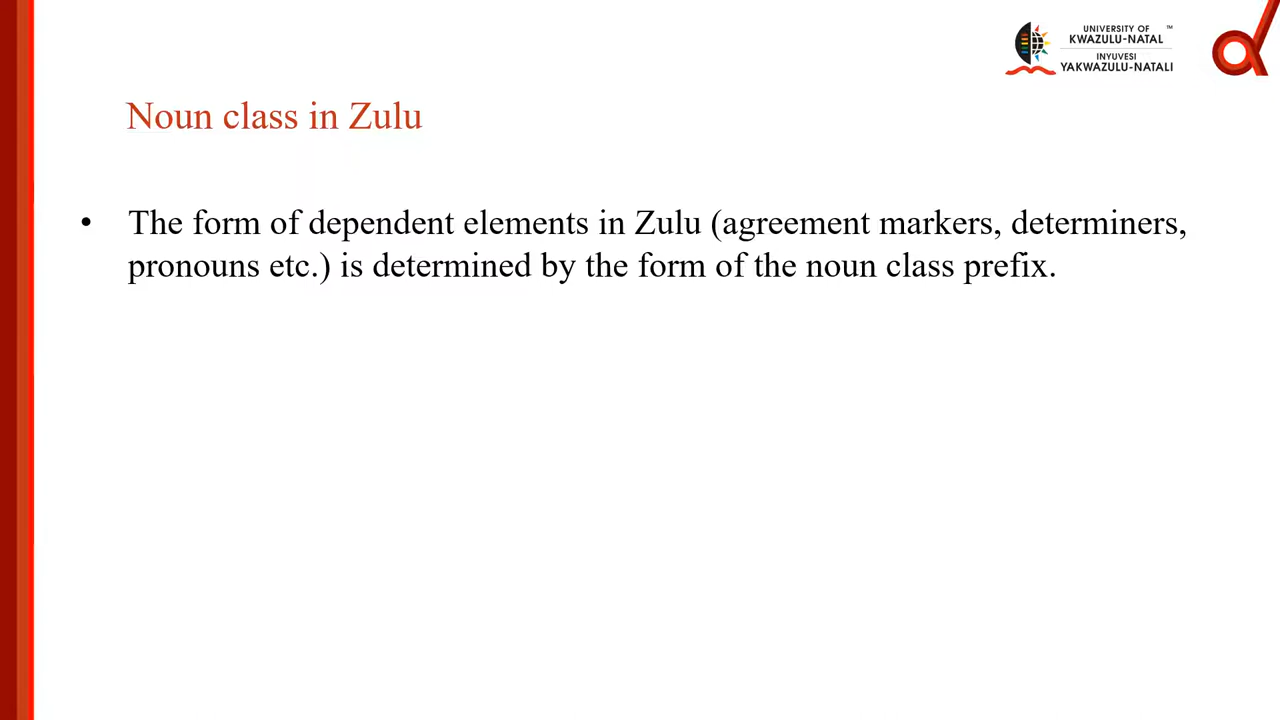 UNIVERSITY OF ™
KWAZULU-NATAL
INYUVESI
YAKWAZULU-NATALI
Noun class in Zulu
• The form of dependent elements in Zulu (agreement markers, determiners,
pronouns etc.) is determined by the form of the noun class prefix.